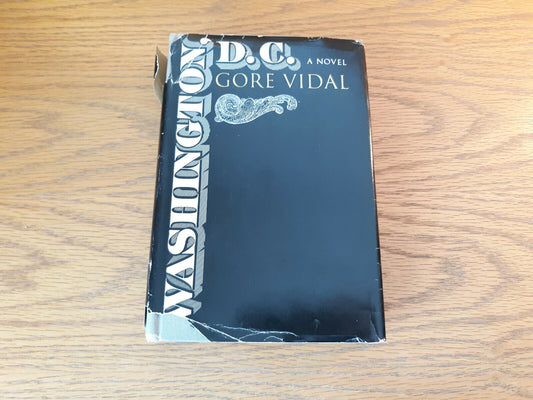 WASHINGTON,
D.C. A NOVEL
GORE VIDAL